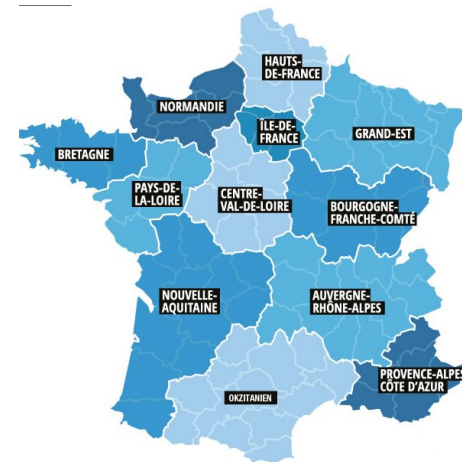 HAUTS-
DE-FRANCE
NORMANDIE
ÎLE-DE-
FRANCE
GRAND-EST
BRETAGNE
PAYS-DE-
LA-LOIRE
CENTRE-
VAL-DE-LOIRE
BOURGOGNE-
FRANCHE-COMTÉ
NOUVELLE-
AQUITAINE
AUVERGNE-
RHÔNE-ALPES
PROVENCE-ALPES
CÔTE D'AZUR
OKZITANIEN